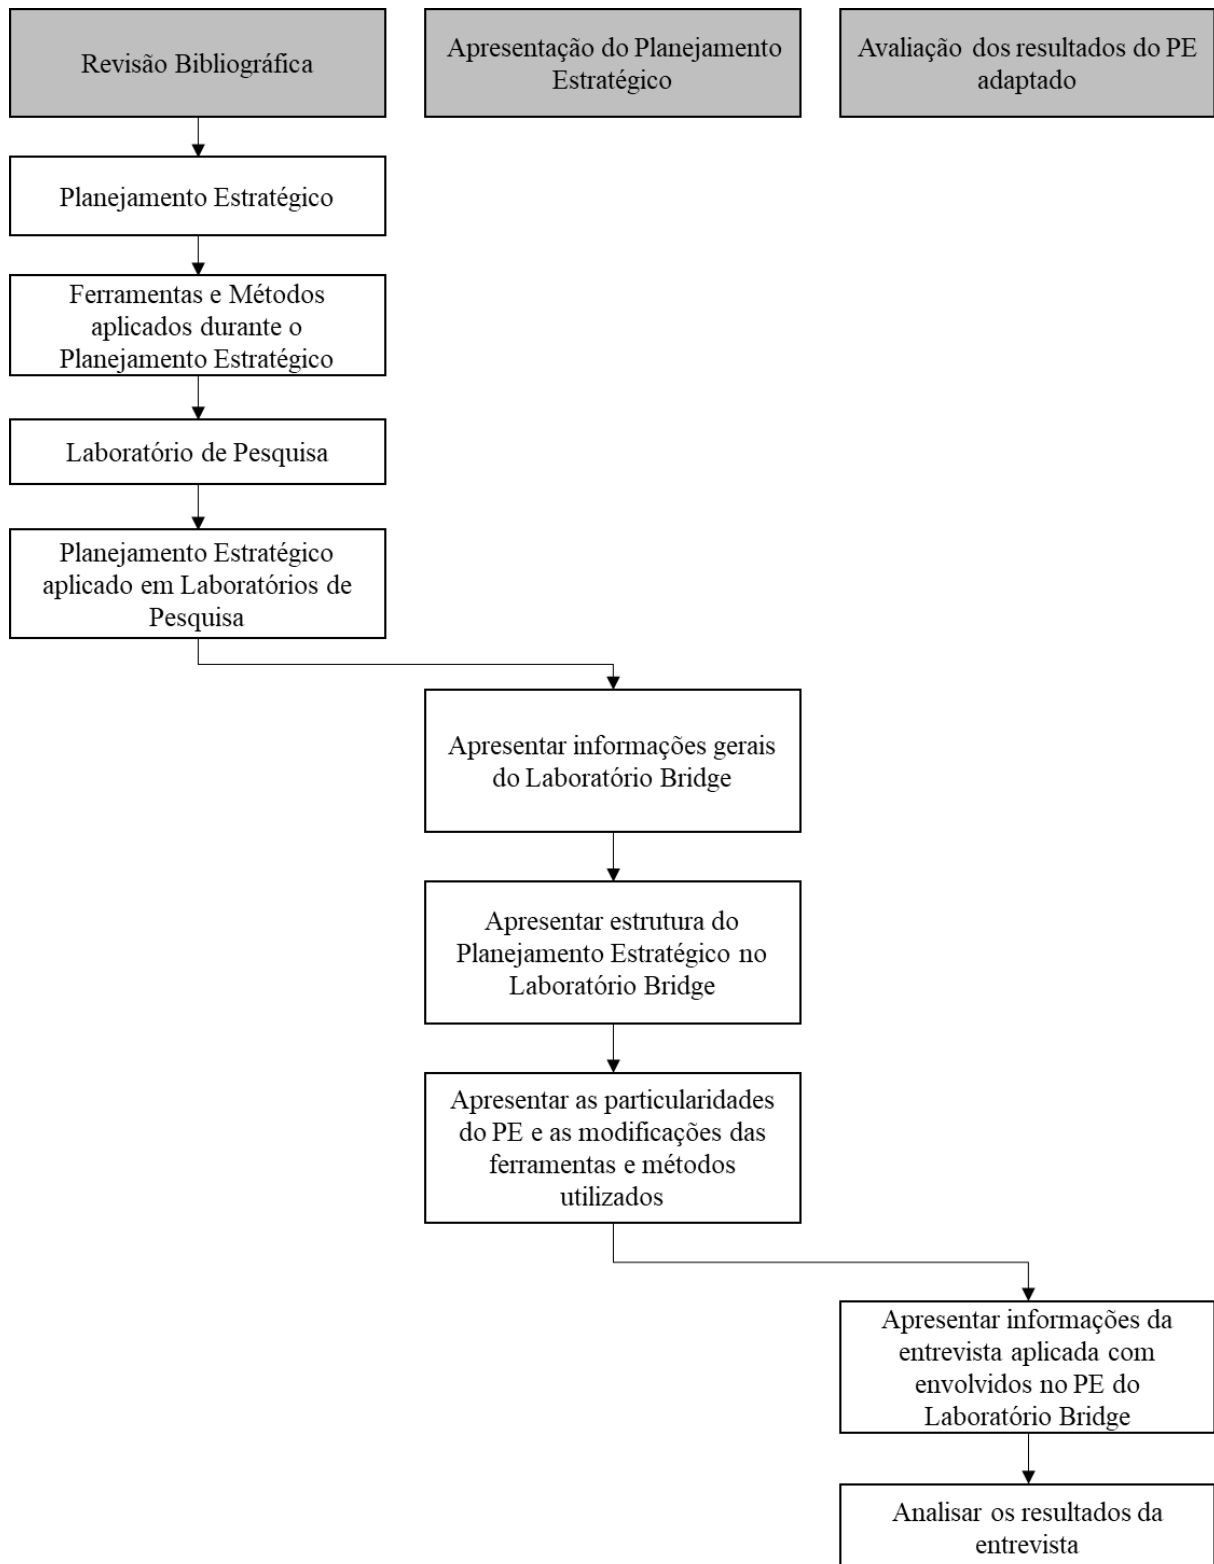 Revisão Bibliográfica
Apresentação do Planejamento
Estratégico
Avaliação dos resultados do PE
adaptado
Planejamento Estratégico
Ferramentas e Métodos
aplicados durante o
Planejamento Estratégico
Laboratório de Pesquisa
Planejamento Estratégico
aplicado em Laboratórios de
Pesquisa
Apresentar informações gerais
do Laboratório Bridge
Apresentar estrutura do
Planejamento Estratégico no
Laboratório Bridge
Apresentar as particularidades
do PE e as modificações das
ferramentas e métodos
utilizados
Apresentar informações da
entrevista aplicada com
envolvidos no PE do
Laboratório Bridge
Analisar os resultados da
entrevista